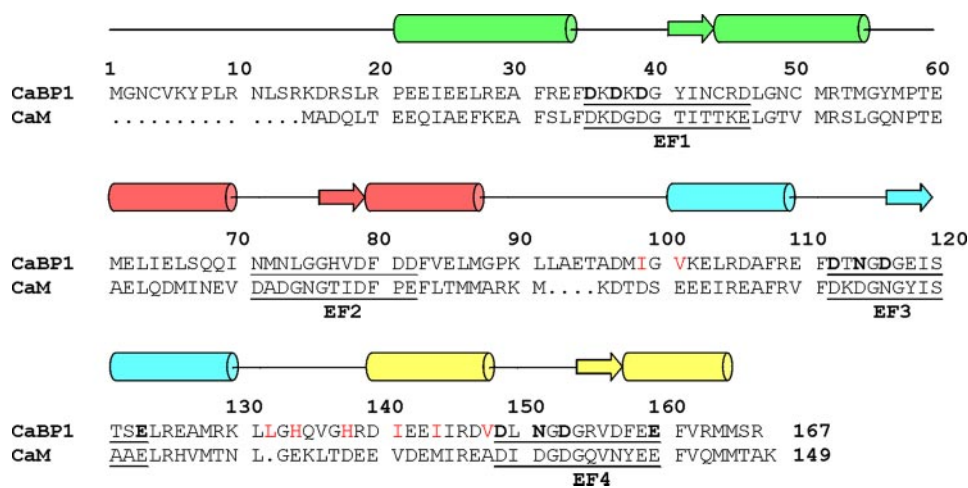 1 10 20 30 40 50 60
CaBP1 MGNCVKYPLR NLSRKDRSLR PEEIEELREA FREFDKDKDG YINCRDLGNC MRTMGYMPTE
CaM .......... ....MADQLT EEQIAEFKEA FSLFDKDGDG TITTKELGTV MRSLGQNPTE
EF1
70 80 90 100 110 120
CaBP1 MELIELSQQI NMNLGGHVDF DDFVELMGPK LLAETADMIG VKELRDAFRE FDTNGDGEIS
CaM AELQDMINEV DADGNGTIDF PEFLTMMARK M....KDTDS EEEIREAFRV FDKDGNGYIS
EF2 EF3
130 140 150 160
CaBP1 TSELREAMRK LLGHQVGHRD IEEIIRDVDL NGDGRVDFEE FVRMMSR 167
CaM AAELRHVMTN L.GEKLTDEE VDEMIREADI DGDGQVNYEE FVQMMTAK 149
EF4